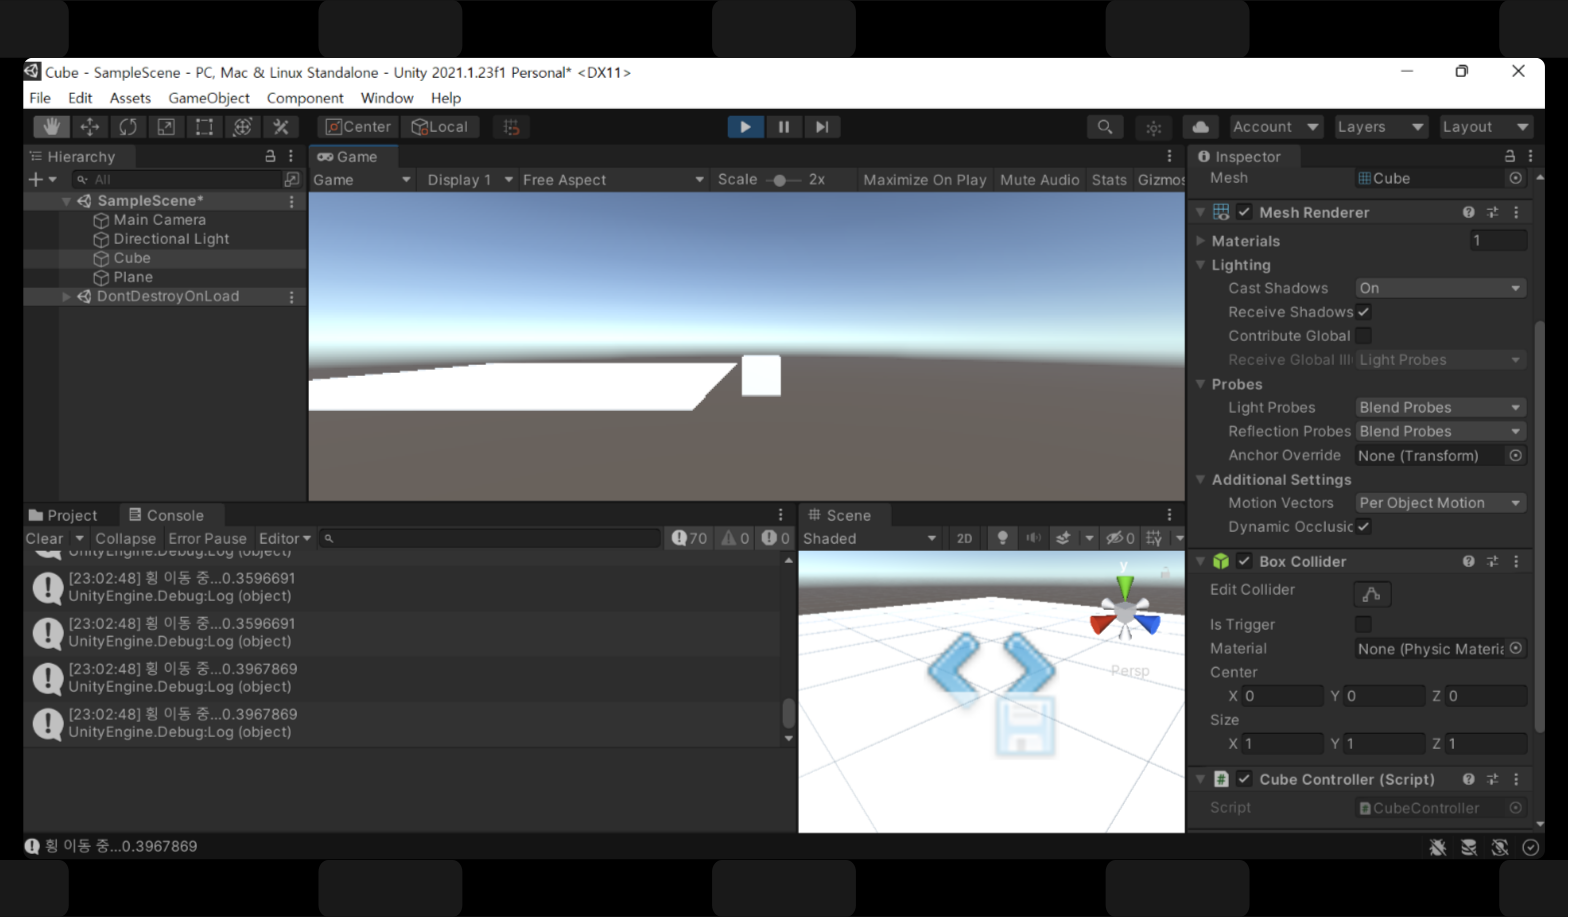 Cube - SampleScene - PC, Mac & Linux Standalone - Unity 2021.1.23f1 Personal* <DX11>
File Edit Assets GameObject Component Window Help
Center Local Account Layers Layout
Hierarchy
All
SampleScene*
Main Camera
Directional Light
Cube
Plane
DontDestroyOnLoad
Game
Game Display 1 Free Aspect Scale 2x Maximize On Play Mute Audio Stats Gizmos
Project Console
Clear Collapse Error Pause Editor 70 0 0
UnityEngine.Debug:Log (object)
[23:02:48] 횡 이동 중...0.3596691
UnityEngine.Debug:Log (object)
[23:02:48] 횡 이동 중...0.3596691
UnityEngine.Debug:Log (object)
[23:02:48] 횡 이동 중...0.3967869
UnityEngine.Debug:Log (object)
[23:02:48] 횡 이동 중...0.3967869
UnityEngine.Debug:Log (object)
Scene
Shaded 2D 0
y
Persp
Inspector
Mesh Cube
Mesh Renderer
Materials 1
Lighting
Cast Shadows On
Receive Shadows
Contribute Global
Receive Global Ill Light Probes
Probes
Light Probes Blend Probes
Reflection Probes Blend Probes
Anchor Override None (Transform)
Additional Settings
Motion Vectors Per Object Motion
Dynamic Occlusic
Box Collider
Edit Collider
Is Trigger
Material None (Physic Materia
Center
X 0 Y 0 Z 0
Size
X 1 Y 1 Z 1
# Cube Controller (Script)
Script CubeController
횡 이동 중...0.3967869